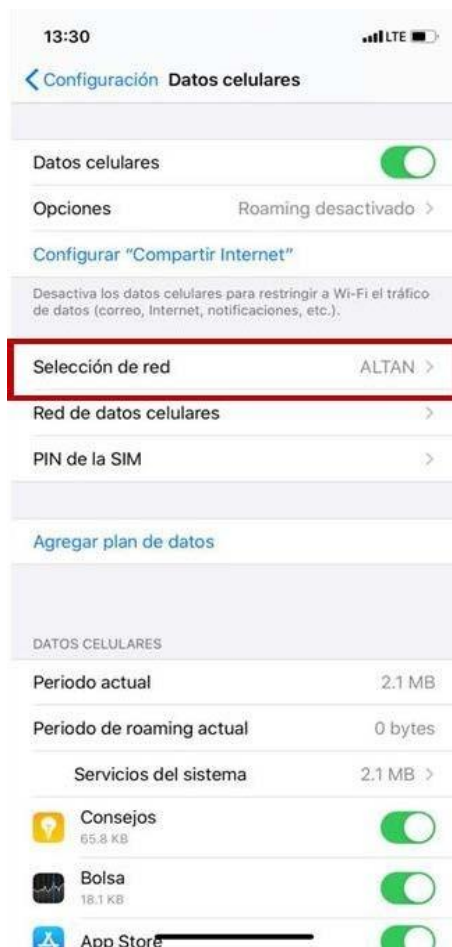 13:30 LTE
Configuración Datos celulares
Datos celulares
Opciones Roaming desactivado
Configurar "Compartir Internet"
Desactiva los datos celulares para restringir a Wi-Fi el tráfico
de datos (correo, Internet, notificaciones, etc.).
Selección de red ALTAN
Red de datos celulares
PIN de la SIM
Agregar plan de datos
DATOS CELULARES
Periodo actual 2.1 MB
Periodo de roaming actual 0 bytes
Servicios del sistema 2.1 MB
Consejos
65.8 KB
Bolsa
18.1 KB
App Store